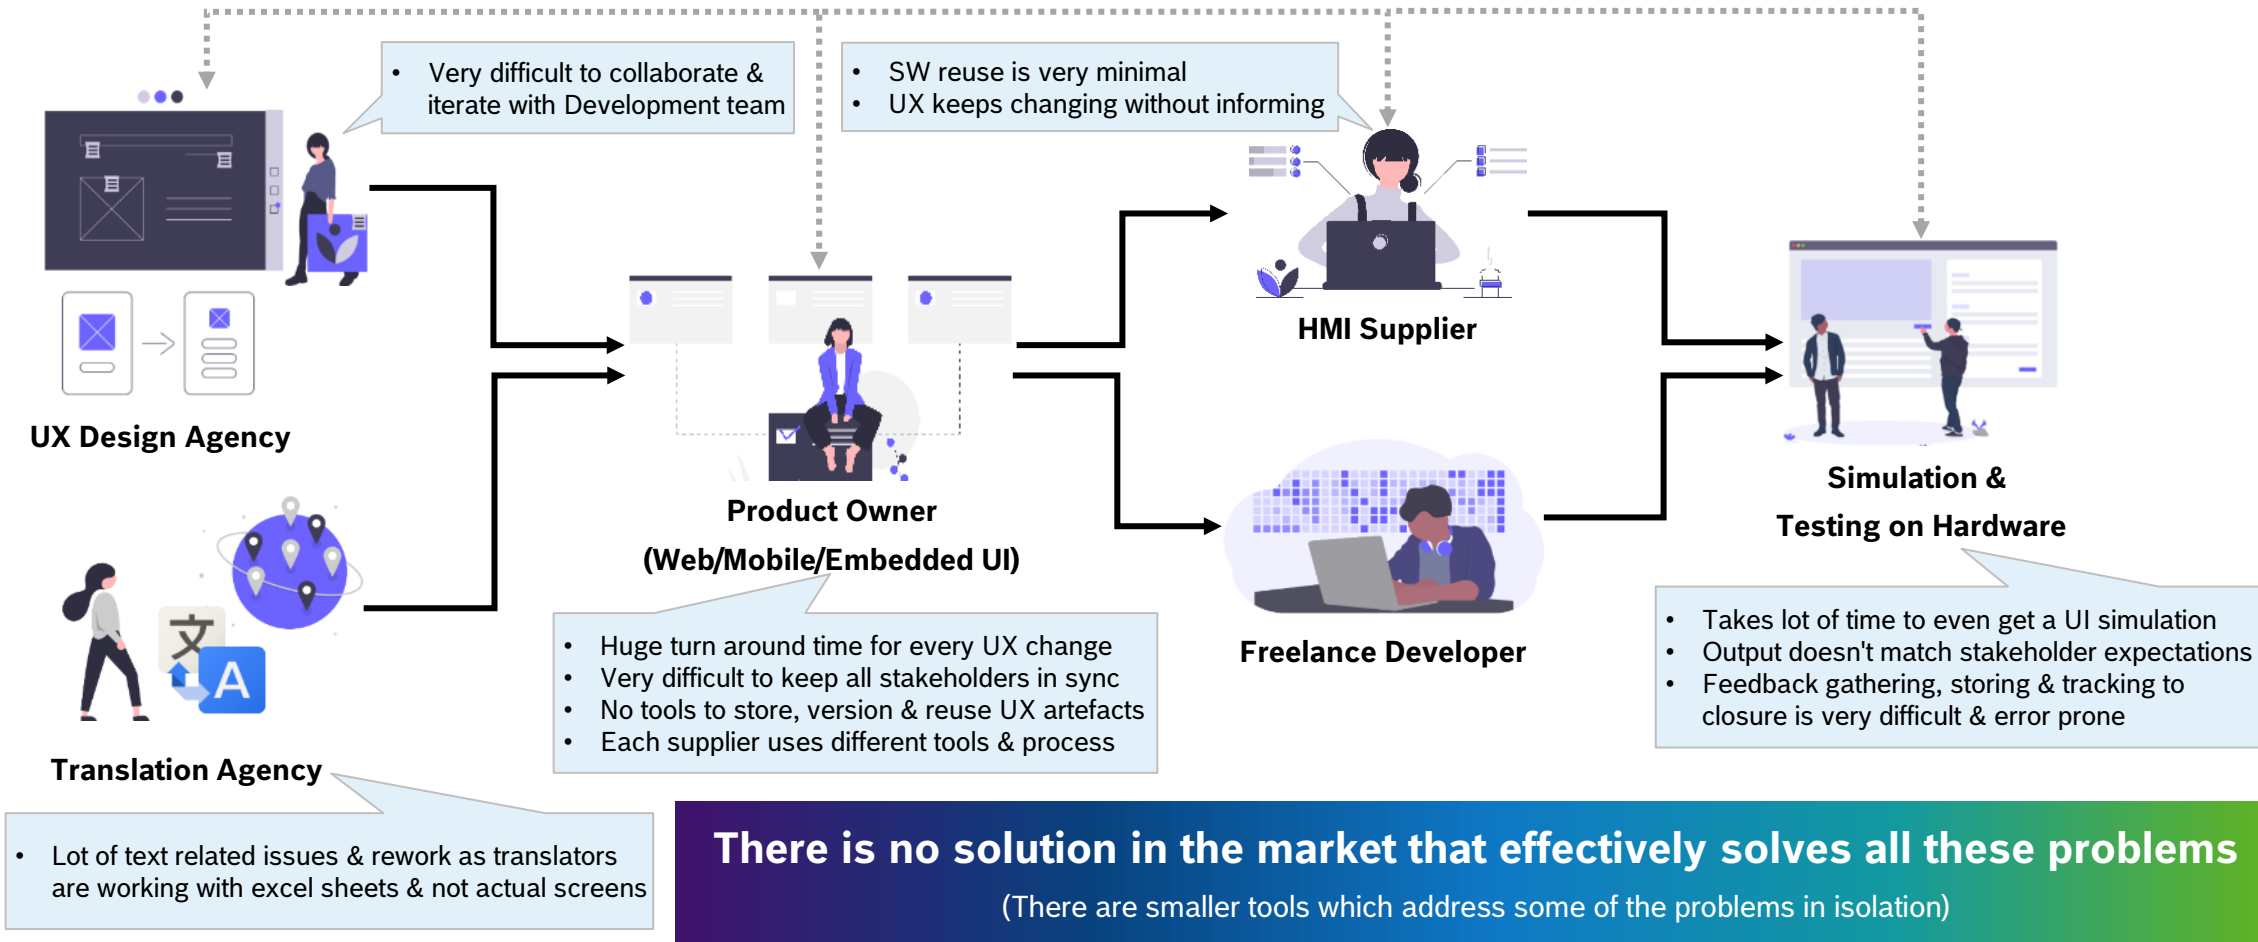 • Very difficult to collaborate &
iterate with Development team
• SW reuse is very minimal
• UX keeps changing without informing
UX Design Agency
HMI Supplier
Product Owner
(Web/Mobile/Embedded UI)
Simulation &
Testing on Hardware
文
A
Translation Agency
Freelance Developer
• Huge turn around time for every UX change
• Very difficult to keep all stakeholders in sync
• No tools to store, version & reuse UX artefacts
• Each supplier uses different tools & process
• Takes lot of time to even get a UI simulation
• Output doesn't match stakeholder expectations
• Feedback gathering, storing & tracking to
closure is very difficult & error prone
• Lot of text related issues & rework as translators
are working with excel sheets & not actual screens
There is no solution in the market that effectively solves all these problems
(There are smaller tools which address some of the problems in isolation)